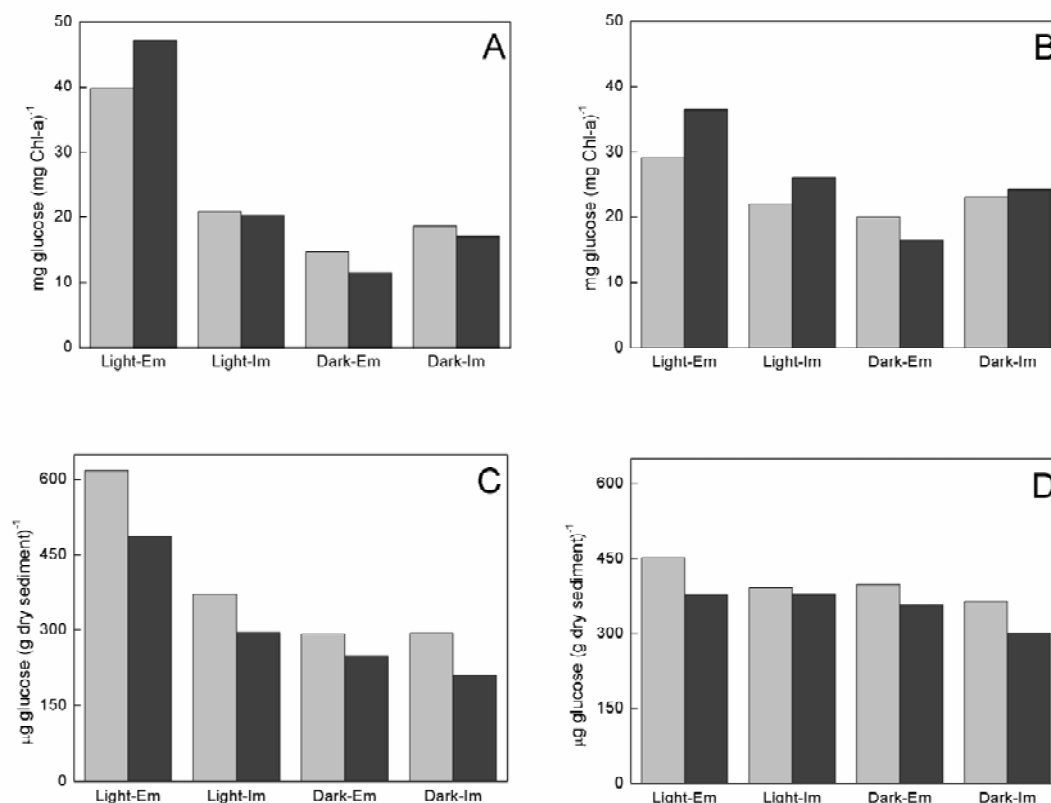 A
mg glucose (mg Chl-a)-1
50
40
30
20
10
0
Light-Em Light-Im Dark-Em Dark-Im
B
mg glucose (mg Chl-a)-1
50
40
30
20
10
0
Light-Em Light-Im Dark-Em Dark-Im
C
µg glucose (g dry sediment)-1
600
450
300
150
0
Light-Em Light-Im Dark-Em Dark-Im
D
µg glucose (g dry sediment)-1
600
450
300
150
0
Light-Em Light-Im Dark-Em Dark-Im